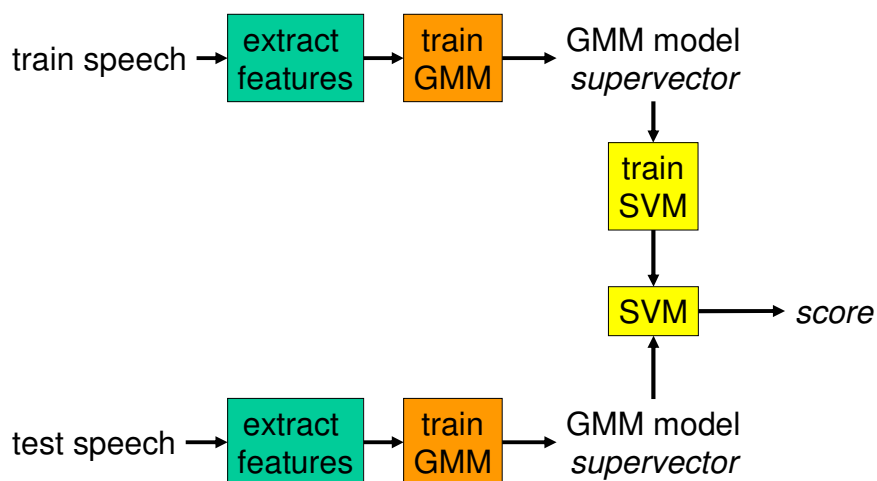 train speech
extract
features
train
GMM
GMM model
supervector
train
SVM
SVM
score
test speech
extract
features
train
GMM
GMM model
supervector